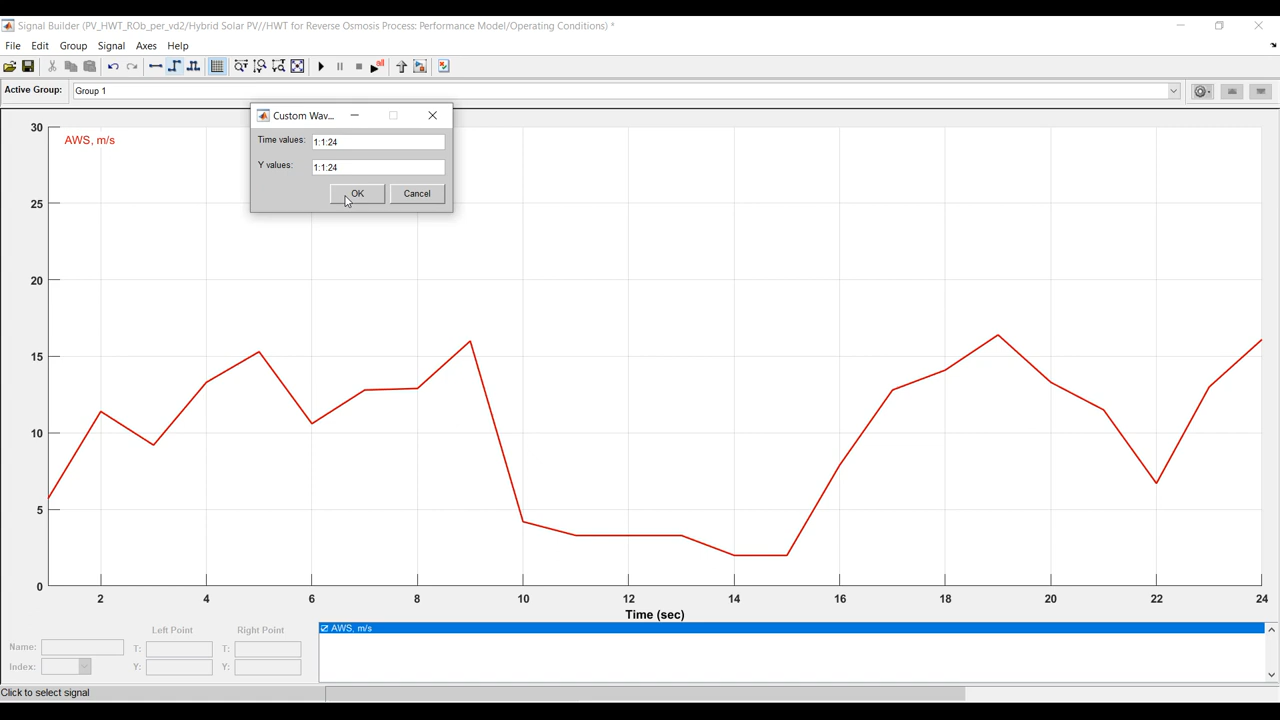 Signal Builder (PV_HWT_ROb_per_vd2/Hybrid Solar PV//HWT for Reverse Osmosis Process: Performance Model/Operating Conditions) *
File Edit Group Signal Axes Help
all
Active Group: Group 1
Custom Wav...
Time values: 1:1:24
Y values: 1:1:24
OK Cancel
AWS, m/s
30
25
20
15
10
5
0
2 4 6 8 10 12 14 16 18 20 22 24
Time (sec)
Left Point Right Point
Name: T: T:
Index: Y: Y:
AWS, m/s
Click to select signal